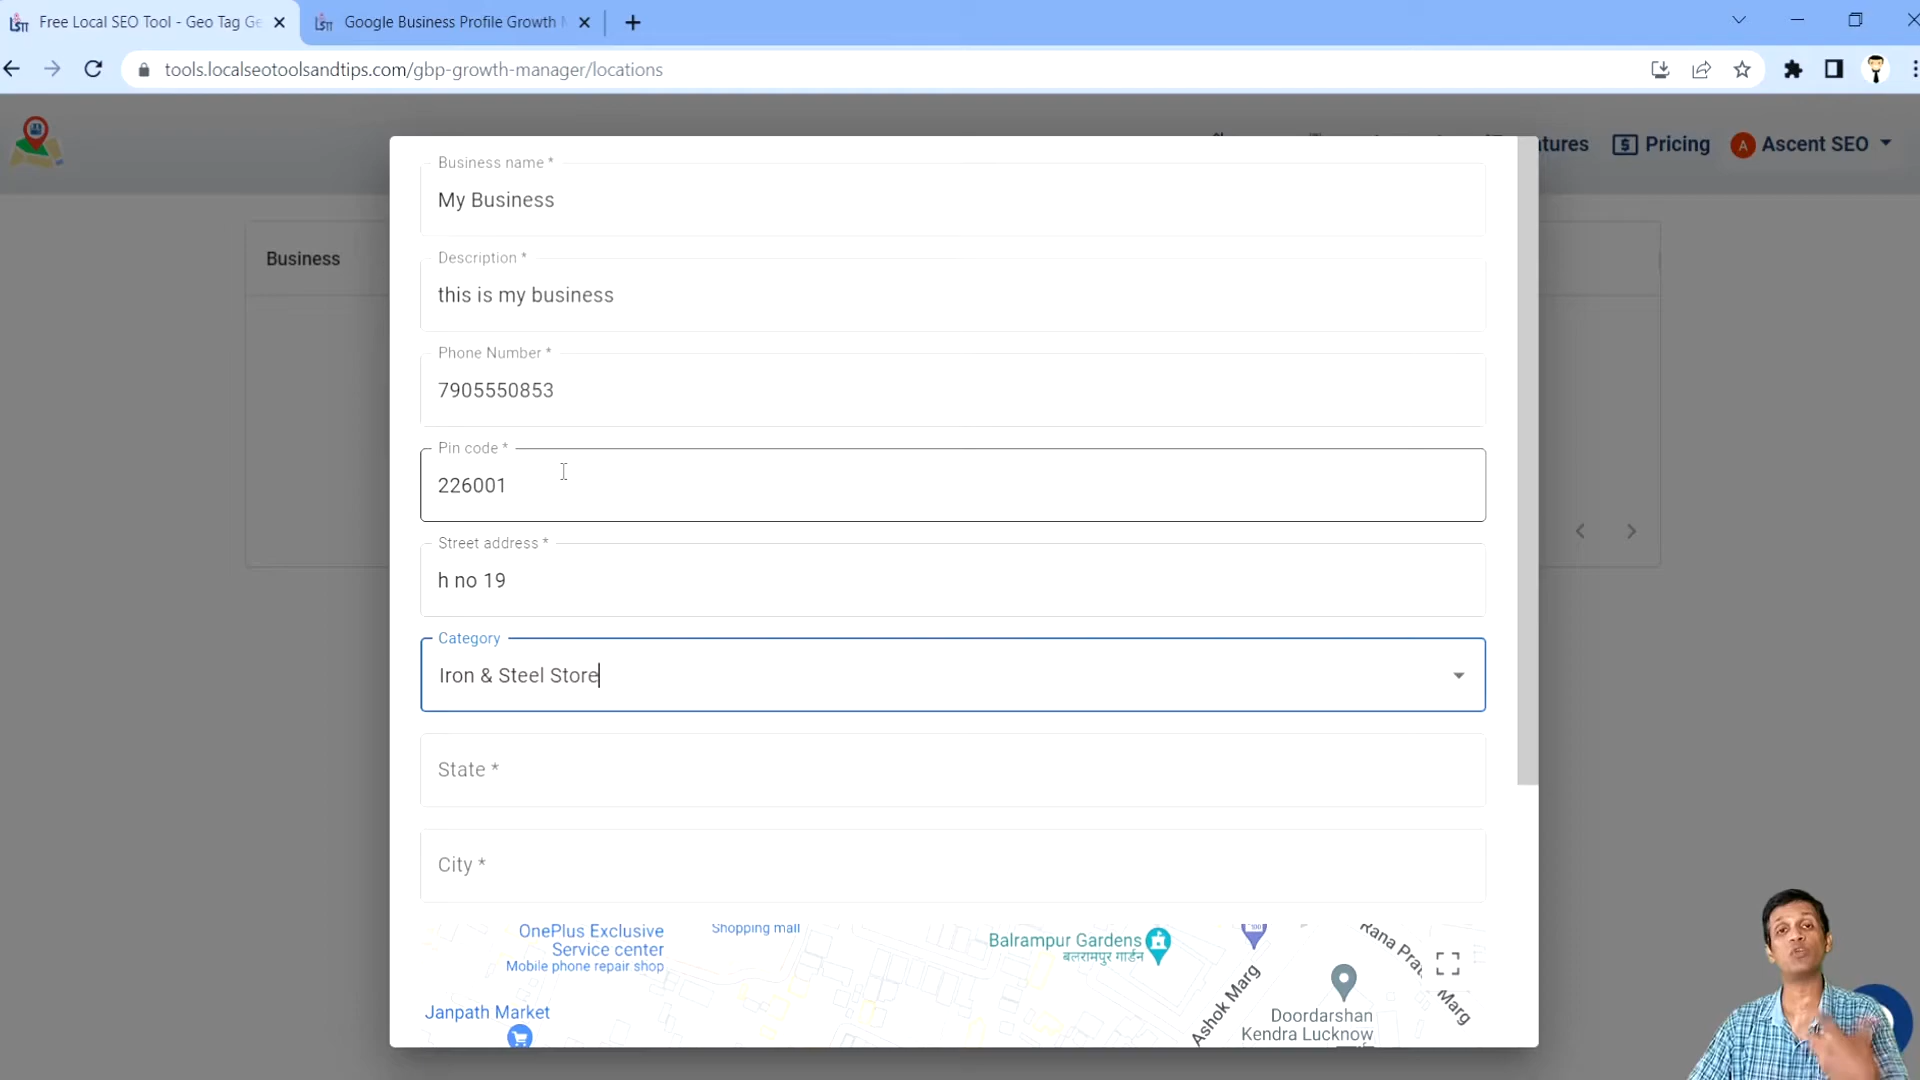 Free Local SEO Tool - Geo Tag Ge
Google Business Profile Growth
tools.localseotoolsandtips.com/gbp-growth-manager/locations
tures
Pricing
A
Ascent SEO
Business
Business name *
My Business
Description *
this is my business
Phone Number *
7905550853
Pin code *
226001
Street address *
h no 19
Category
Iron & Steel Store
State *
City *
OnePlus Exclusive
Service center
Mobile phone repair shop
Shopping mall
Balrampur Gardens
बलरामपुर गार्डन
Janpath Market
Ashok Marg
Rana Pra
Marg
Doordarshan
Kendra Lucknow